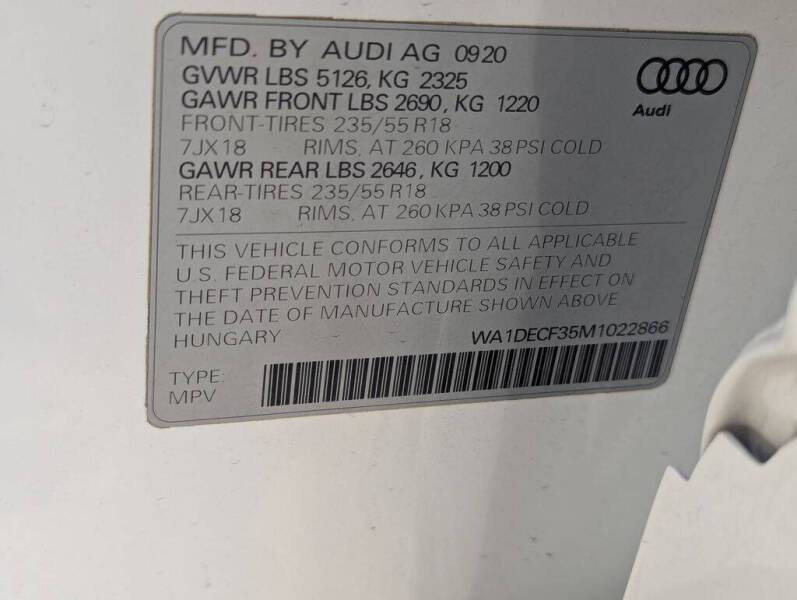 MFD. BY AUDI AG 0920
GVWR LBS 5126, KG 2325
GAWR FRONT LBS 2690, KG 1220
FRONT-TIRES 235/55 R18
7JX18 RIMS, AT 260 KPA 38 PSI COLD
GAWR REAR LBS 2646, KG 1200
REAR-TIRES 235/55 R18
7JX18 RIMS, AT 260 KPA 38 PSI COLD
Audi
THIS VEHICLE CONFORMS TO ALL APPLICABLE
U.S. FEDERAL MOTOR VEHICLE SAFETY AND
THEFT PREVENTION STANDARDS IN EFFECT ON
THE DATE OF MANUFACTURE SHOWN ABOVE
HUNGARY WA1DECF35M1022866
TYPE:
MPV